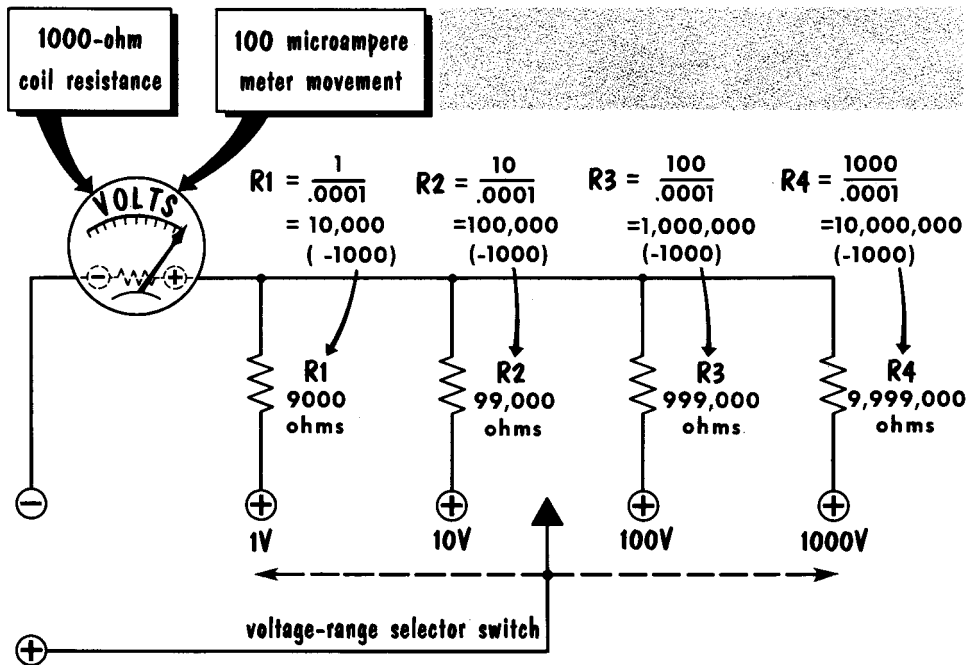 1000-ohm
coil resistance
100 microampere
meter movement
VOLTS
R1 = 1/.0001
= 10,000
( -1000)
R2 = 10/.0001
=100,000
(-1000)
R3 = 100/.0001
=1,000,000
(-1000)
R4 = 1000/.0001
=10,000,000
(-1000)
- +
R1
9000
ohms
R2
99,000
ohms
R3
999,000
ohms.
R4
9,999,000
ohms
-
+
1V
+
10V
+
100V
+
1000V
voltage-range selector switch
+